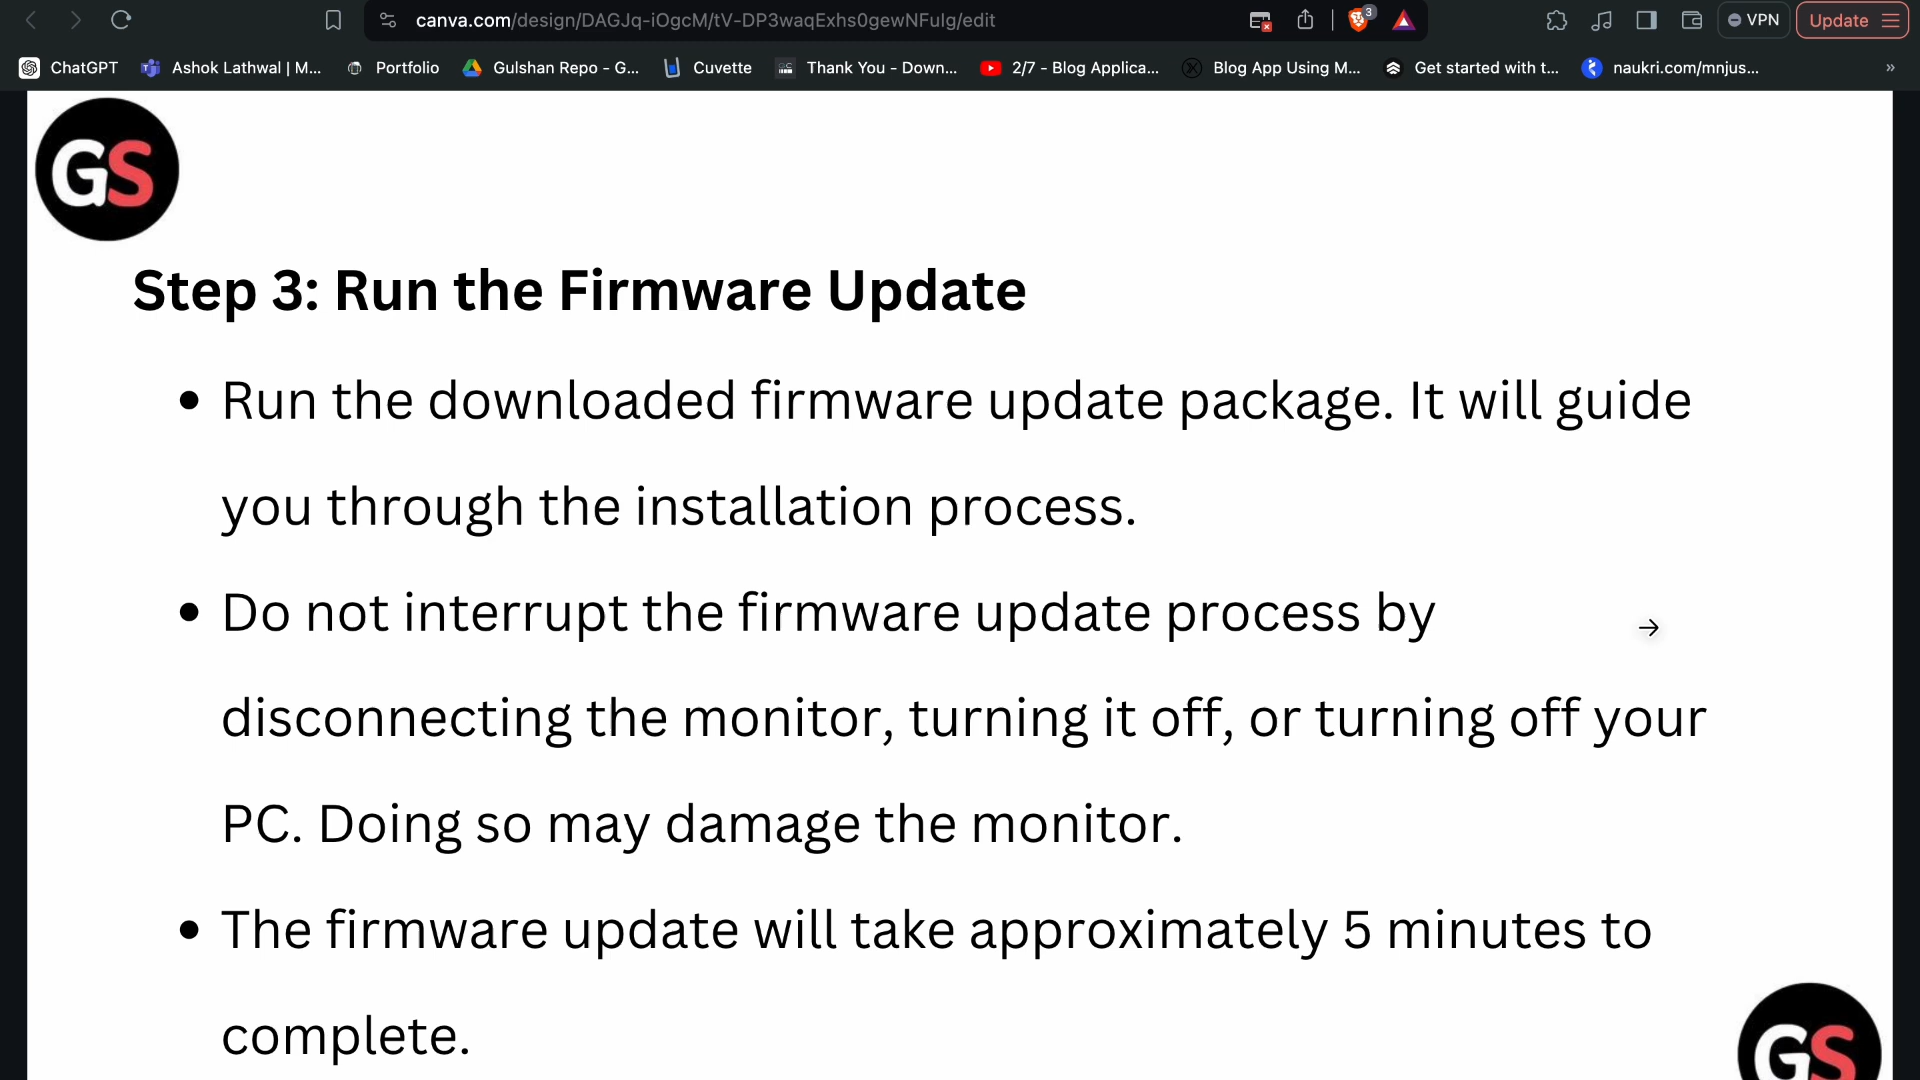 canva.com/design/DAGJq-iOgcM/tV-DP3waqExhs0gewNFuIg/edit
3
VPN
Update
ChatGPT
Ashok Lathwal | M...
Portfolio
Gulshan Repo - G...
Cuvette
Thank You - Down...
2/7 - Blog Applica...
Blog App Using M...
Get started with t...
naukri.com/mnjus...
»
GS
Step 3: Run the Firmware Update
• Run the downloaded firmware update package. It will guide
you through the installation process.
• Do not interrupt the firmware update process by
disconnecting the monitor, turning it off, or turning off your
PC. Doing so may damage the monitor.
• The firmware update will take approximately 5 minutes to
complete.
GS